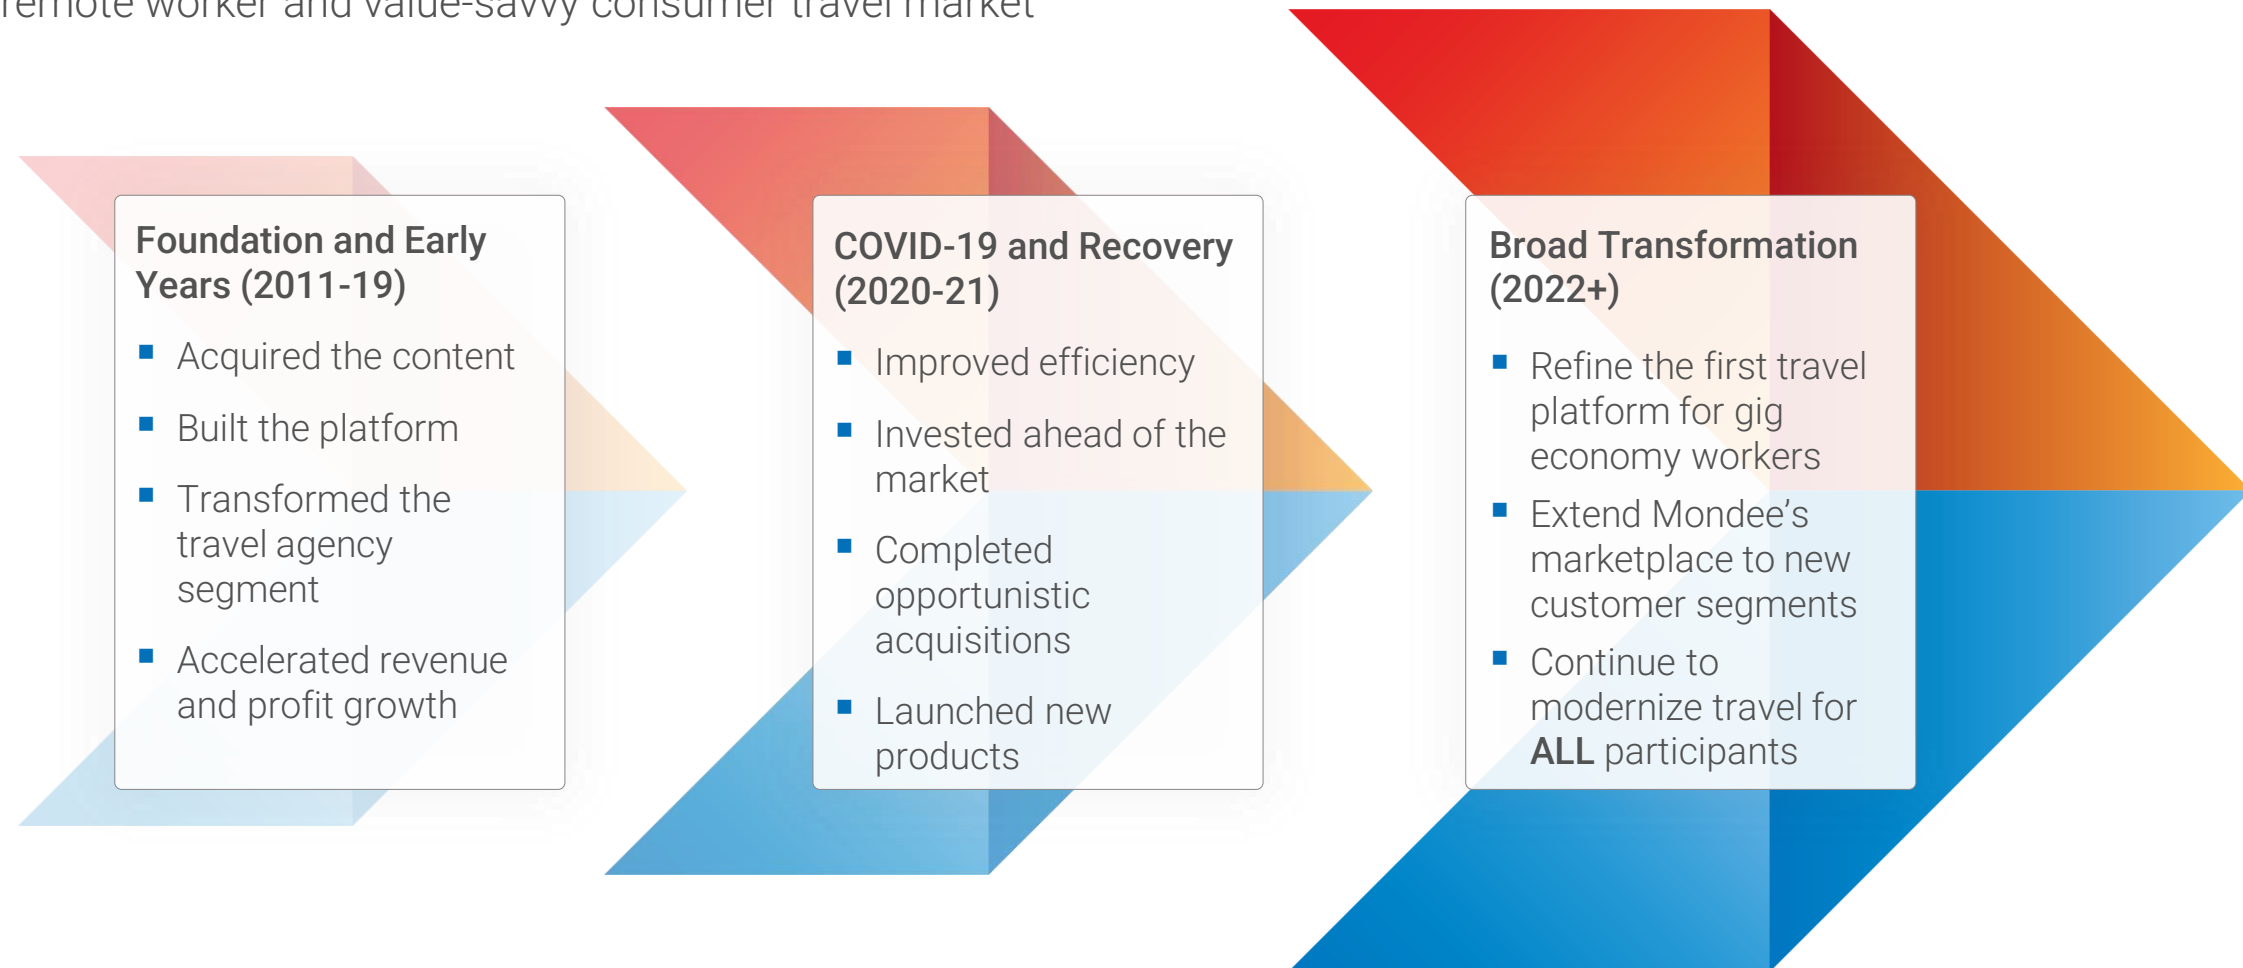 remote worker and value-savvy consumer travel market
Foundation and Early
Years (2011-19)
▪ Acquired the content
▪ Built the platform
▪ Transformed the
travel agency
segment
▪ Accelerated revenue
and profit growth
COVID-19 and Recovery
(2020-21)
▪ Improved efficiency
▪ Invested ahead of the
market
▪ Completed
opportunistic
acquisitions
▪ Launched new
products
Broad Transformation
(2022+)
▪ Refine the first travel
platform for gig
economy workers
▪ Extend Mondee’s
marketplace to new
customer segments
▪ Continue to
modernize travel for
ALL participants